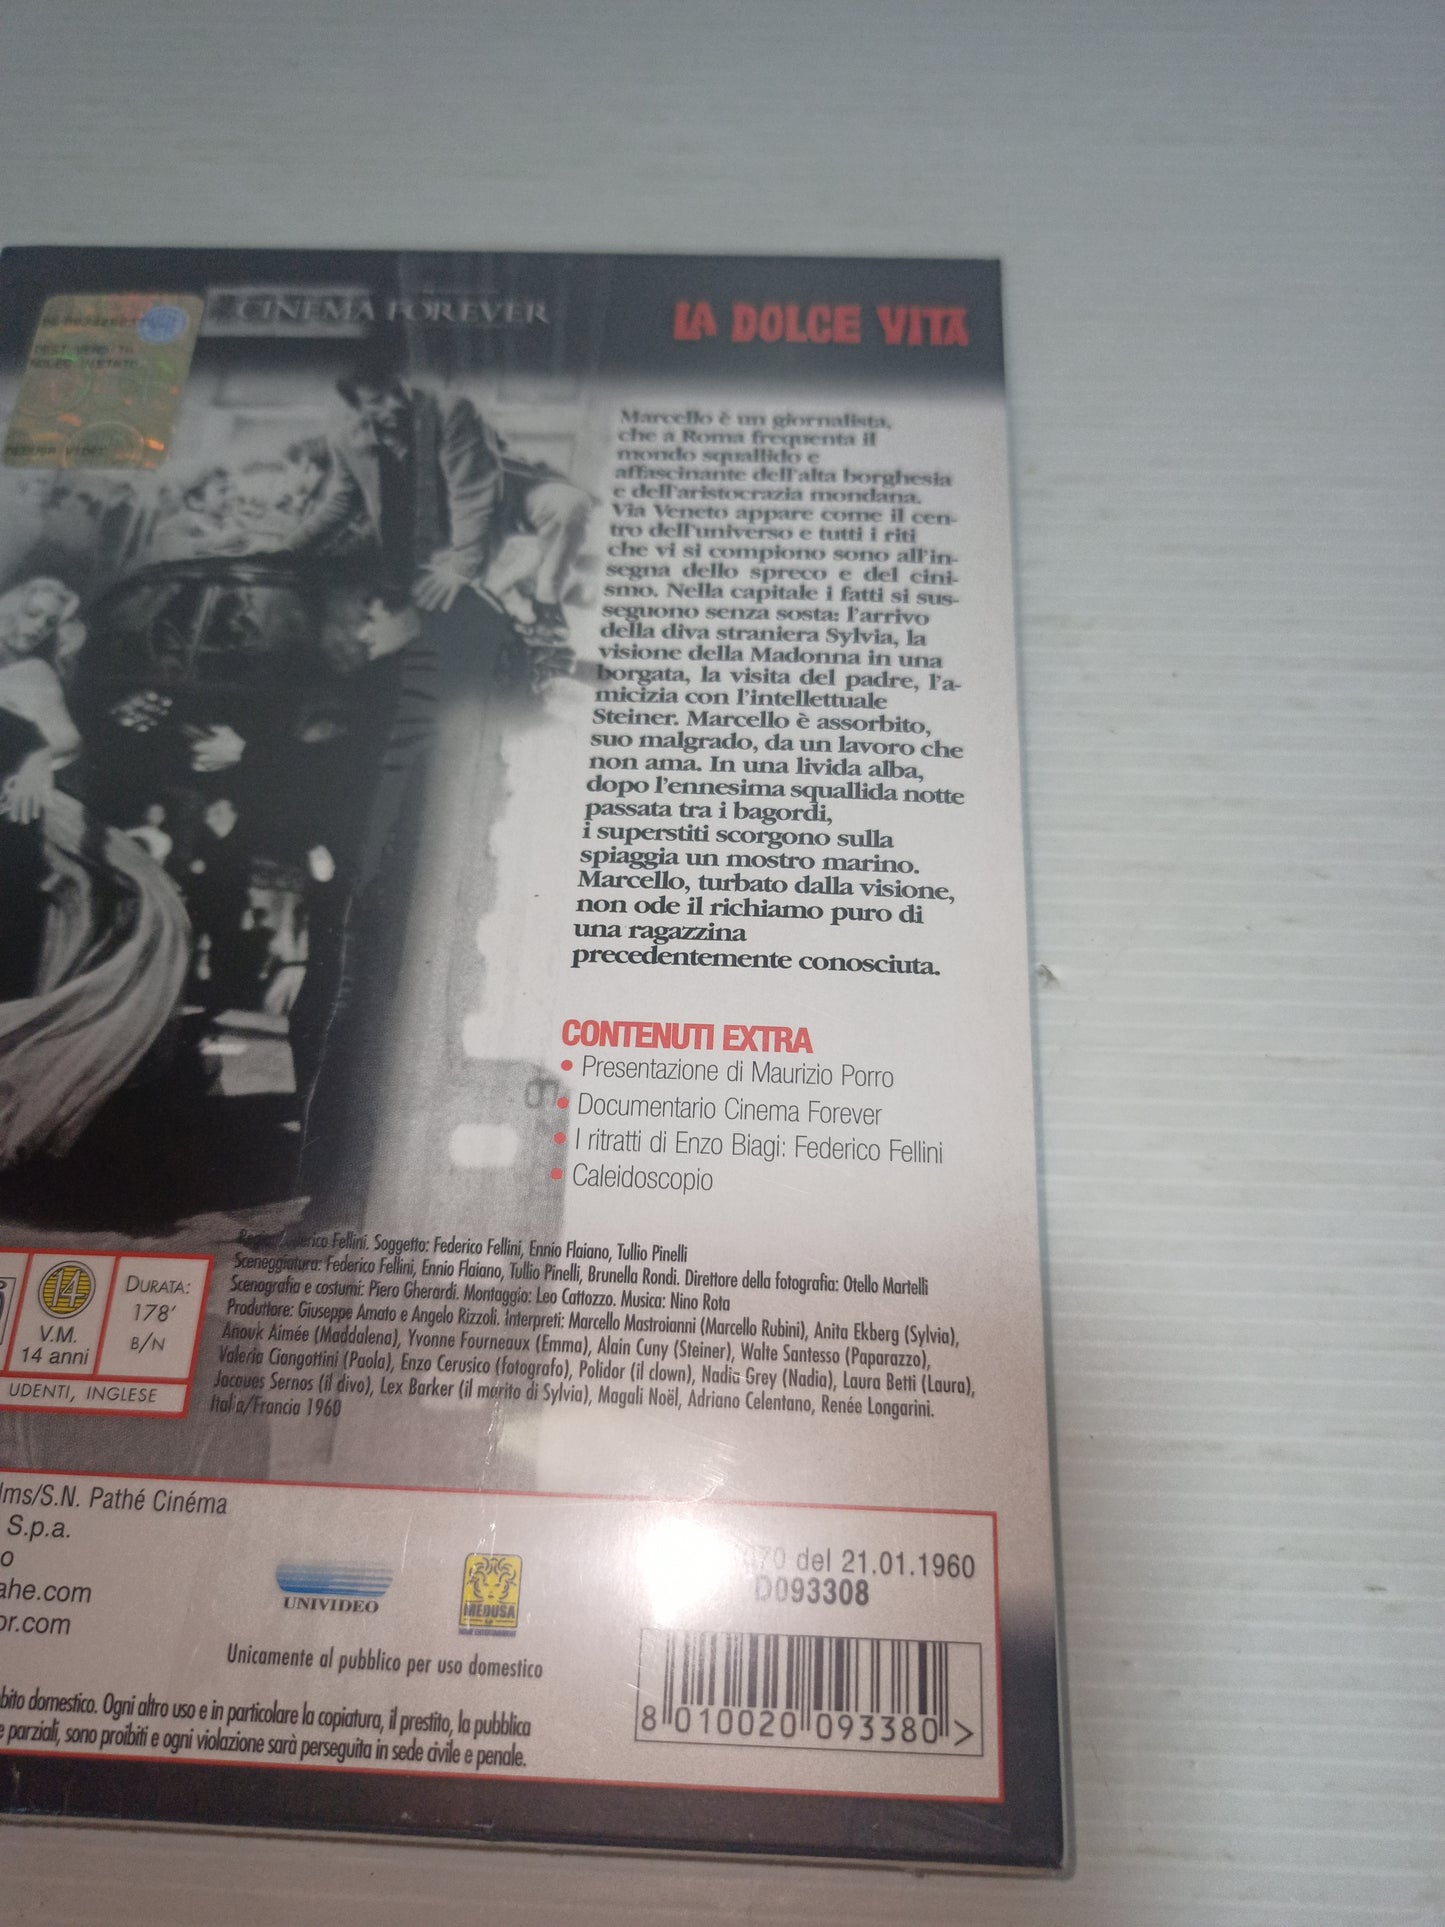 CINEMA FOREVER
LA DOLCE VITA
Marcello è un giornalista,
che a Roma frequenta il
mondo squallido e
affascinante dell'alta borghesia
e dell'aristocrazia mondana.
Via Veneto appare come il cen-
tro dell'universo e tutti i riti
che vi si compiono sono all'in-
segna dello spreco e del cini-
smo. Nella capitale i fatti si sus-
seguono senza sosta: l'arrivo
della diva straniera Sylvia, la
visione della Madonna in una
borgata, la visita del padre, l'a-
micizia con l'intellettuale
Steiner. Marcello è assorbito,
suo malgrado, da un lavoro che
non ama. In una livida alba,
dopo l'ennesima squallida notte
passata tra i bagordi,
i superstiti scorgono sulla
spiaggia un mostro marino.
Marcello, turbato dalla visione,
non ode il richiamo puro di
una ragazzina
precedentemente conosciuta.
CONTENUTI EXTRA
• Presentazione di Maurizio Porro
• Documentario Cinema Forever
• I ritratti di Enzo Biagi: Federico Fellini
• Caleidoscopio
Fellini. Soggetto: Federico Fellini, Ennio Flaiano, Tullio Pinelli
Sceneggiatura: Federico Fellini, Ennio Flaiano, Tullio Pinelli, Brunella Rondi. Direttore della fotografia: Otello Martelli
Scenografia e costumi: Piero Gherardi. Montaggio: Leo Cattozzo. Musica: Nino Rota
Produttore: Giuseppe Amato e Angelo Rizzoli. Interpreti: Marcello Mastroianni (Marcello Rubini), Anita Ekberg (Sylvia),
Anouk Aimée (Maddalena), Yvonne Fourneaux (Emma), Alain Cuny (Steiner), Walte Santesso (Paparazzo),
Valeria Ciangottini (Paola), Enzo Cerusico (fotografo), Polidor (il clown), Nadia Grey (Nadia), Laura Betti (Laura),
Jacques Sernos (il divo), Lex Barker (il marito di Sylvia), Magali Noël, Adriano Celentano, Renée Longarini.
Italia/Francia 1960
14
V.M.
14 anni
DURATA:
178'
B/N
UDENTI, INGLESE
lms/S.N. Pathé Cinéma
S.p.a.
o
ahe.com
or.com
UNIVIDEO
MEDUSA
HOME ENTERTAINMENT
Unicamente al pubblico per uso domestico
bito domestico. Ogni altro uso e in particolare la copiatura, il prestito, la pubblica
e parziali, sono proibiti e ogni violazione sarà perseguita in sede civile e penale.
70 del 21.01.1960
D093308
8 010020 093380 >